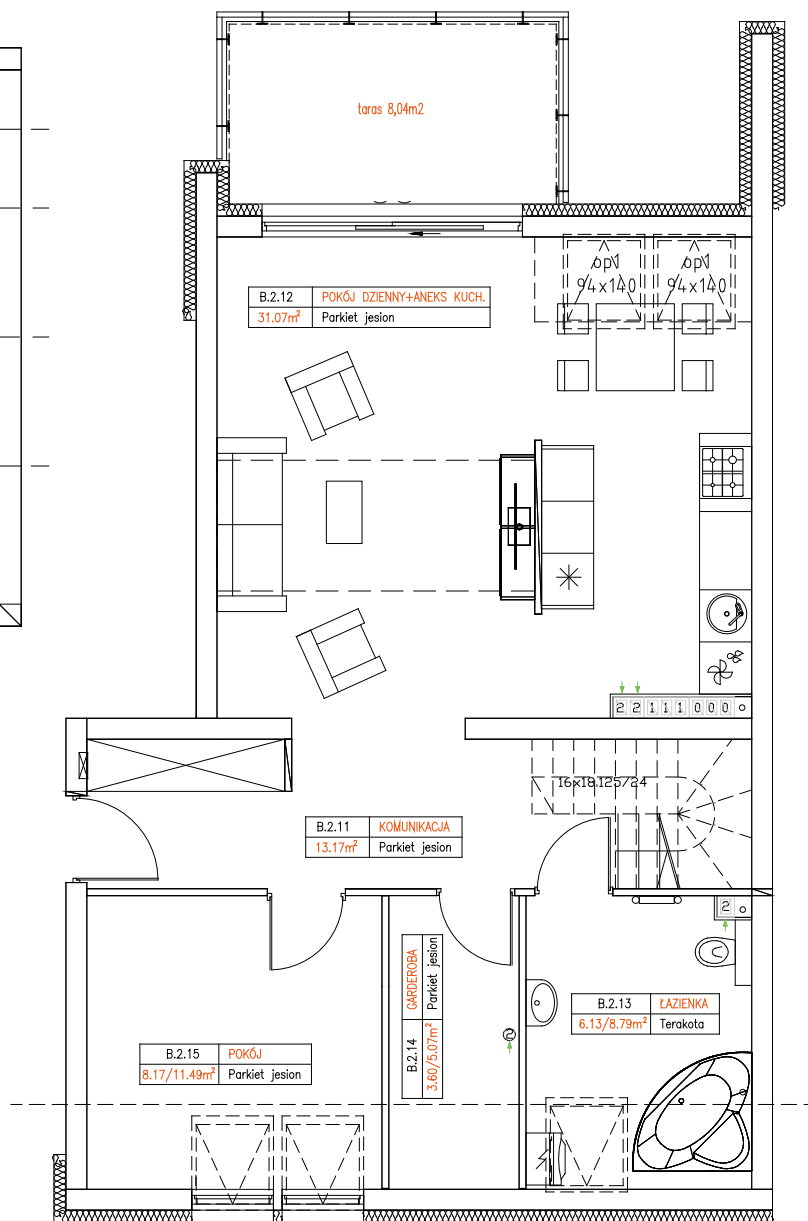 taras 8,04m2
op1
94x140
op1
94x140
B.2.12 POKÓJ DZIENNY+ANEKS KUCH.
31.07m² Parkiet jesion
2 2 1 1 1 0 0 0
16x18.125/24
B.2.11 KOMUNIKACJA
13.17m² Parkiet jesion
2
B.2.14 GARDEROBA
3.60/5.07m² Parkiet jesion
B.2.13 ŁAZIENKA
6.13/8.79m² Terakota
2
B.2.15 POKÓJ
8.17/11.49m² Parkiet jesion